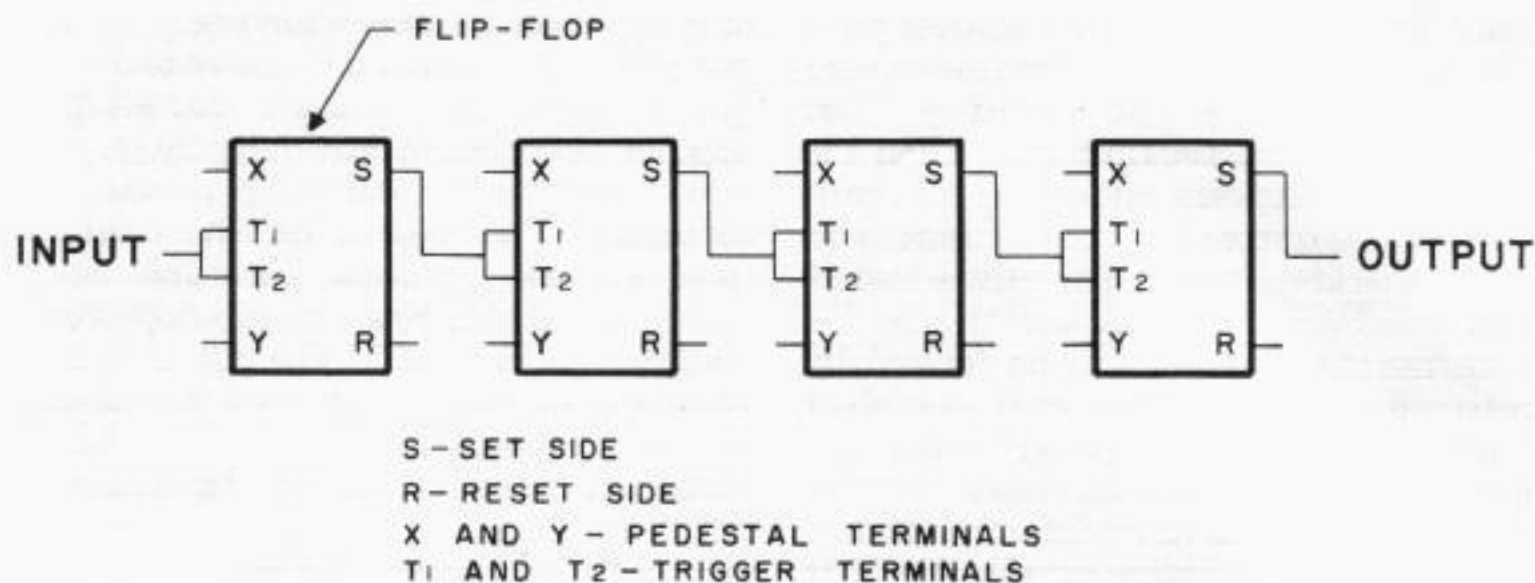 FLIP-FLOP
X S X S X S X S
T1 T1 T1 T1
INPUT OUTPUT
T2 T2 T2 T2
Y R Y R Y R Y R
S-SET SIDE
R-RESET SIDE
X AND Y - PEDESTAL TERMINALS
T1 AND T2-TRIGGER TERMINALS